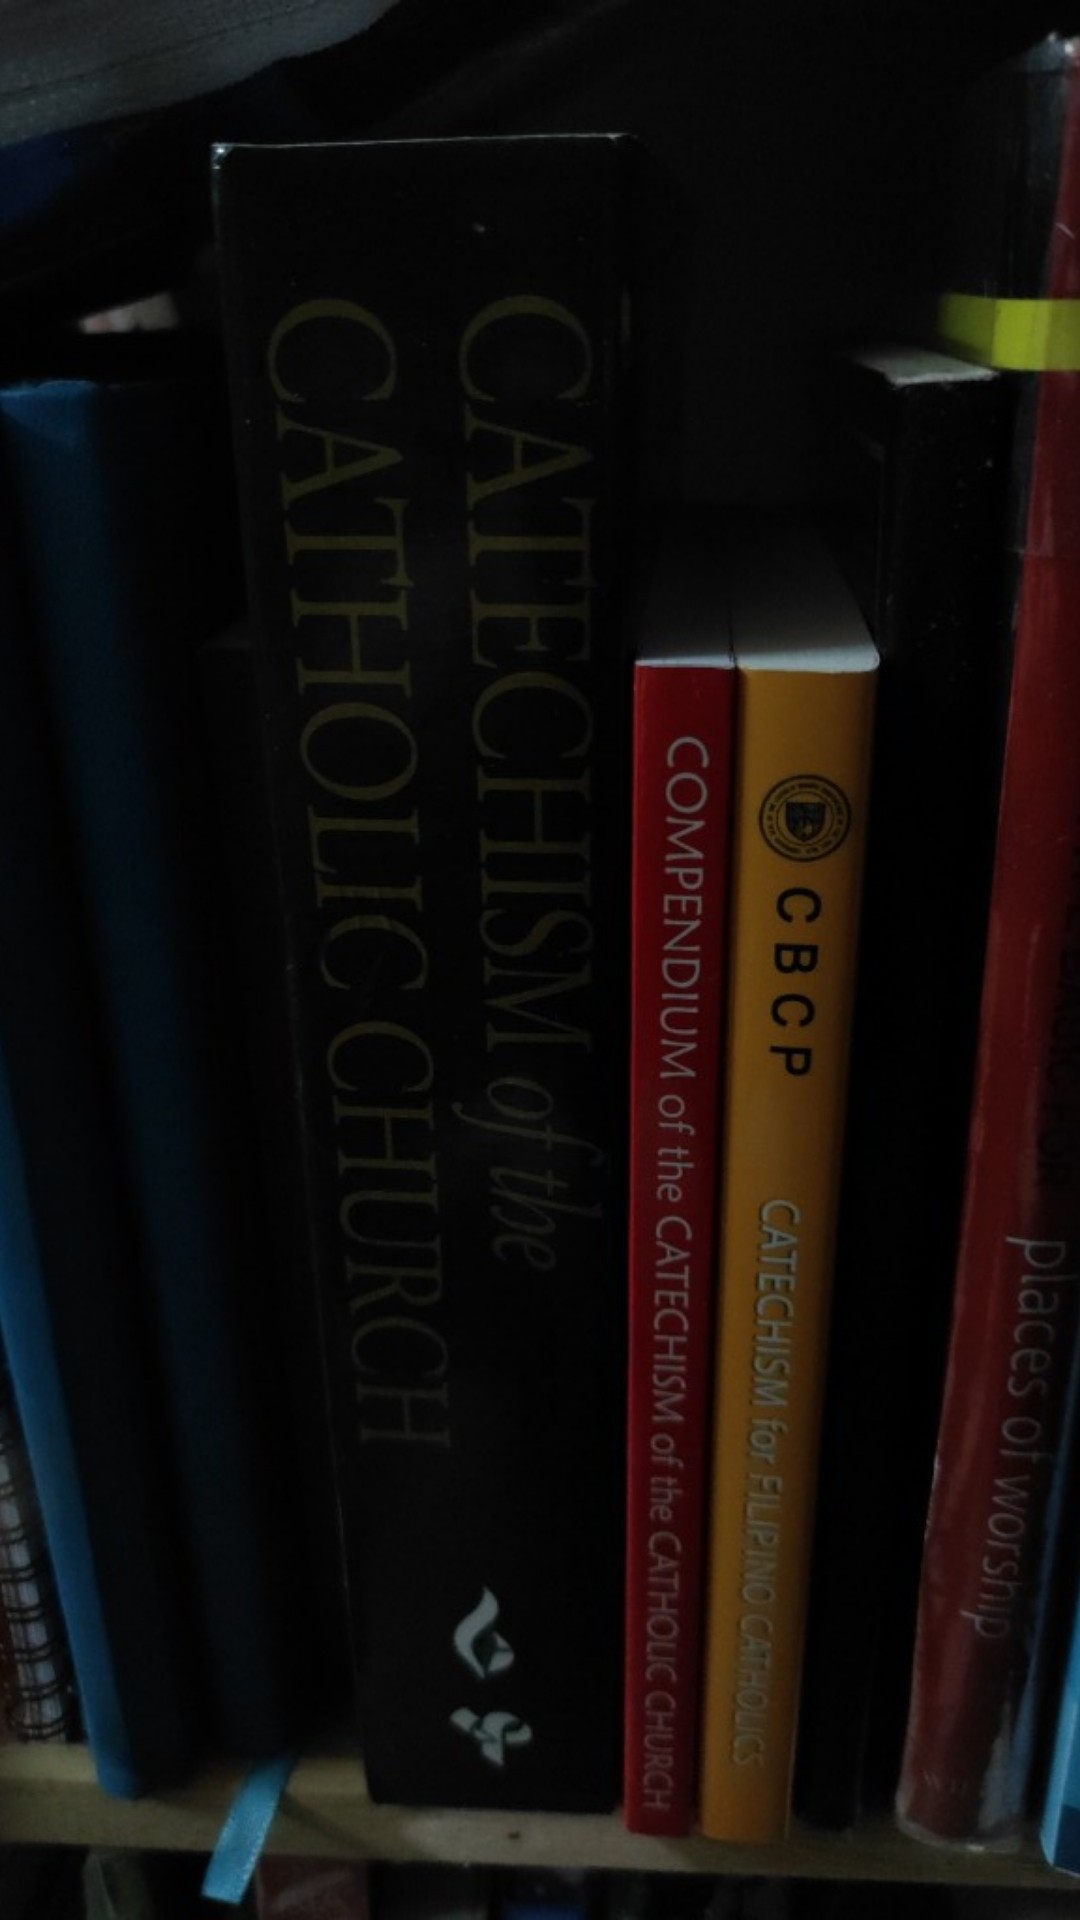 CATECHISM of the
CATHOLIC CHURCH
COMPENDIUM of the CATECHISM of the CATHOLIC CHURCH
CBCP CATECHISM for FILIPINO CATHOLICS
places of worship